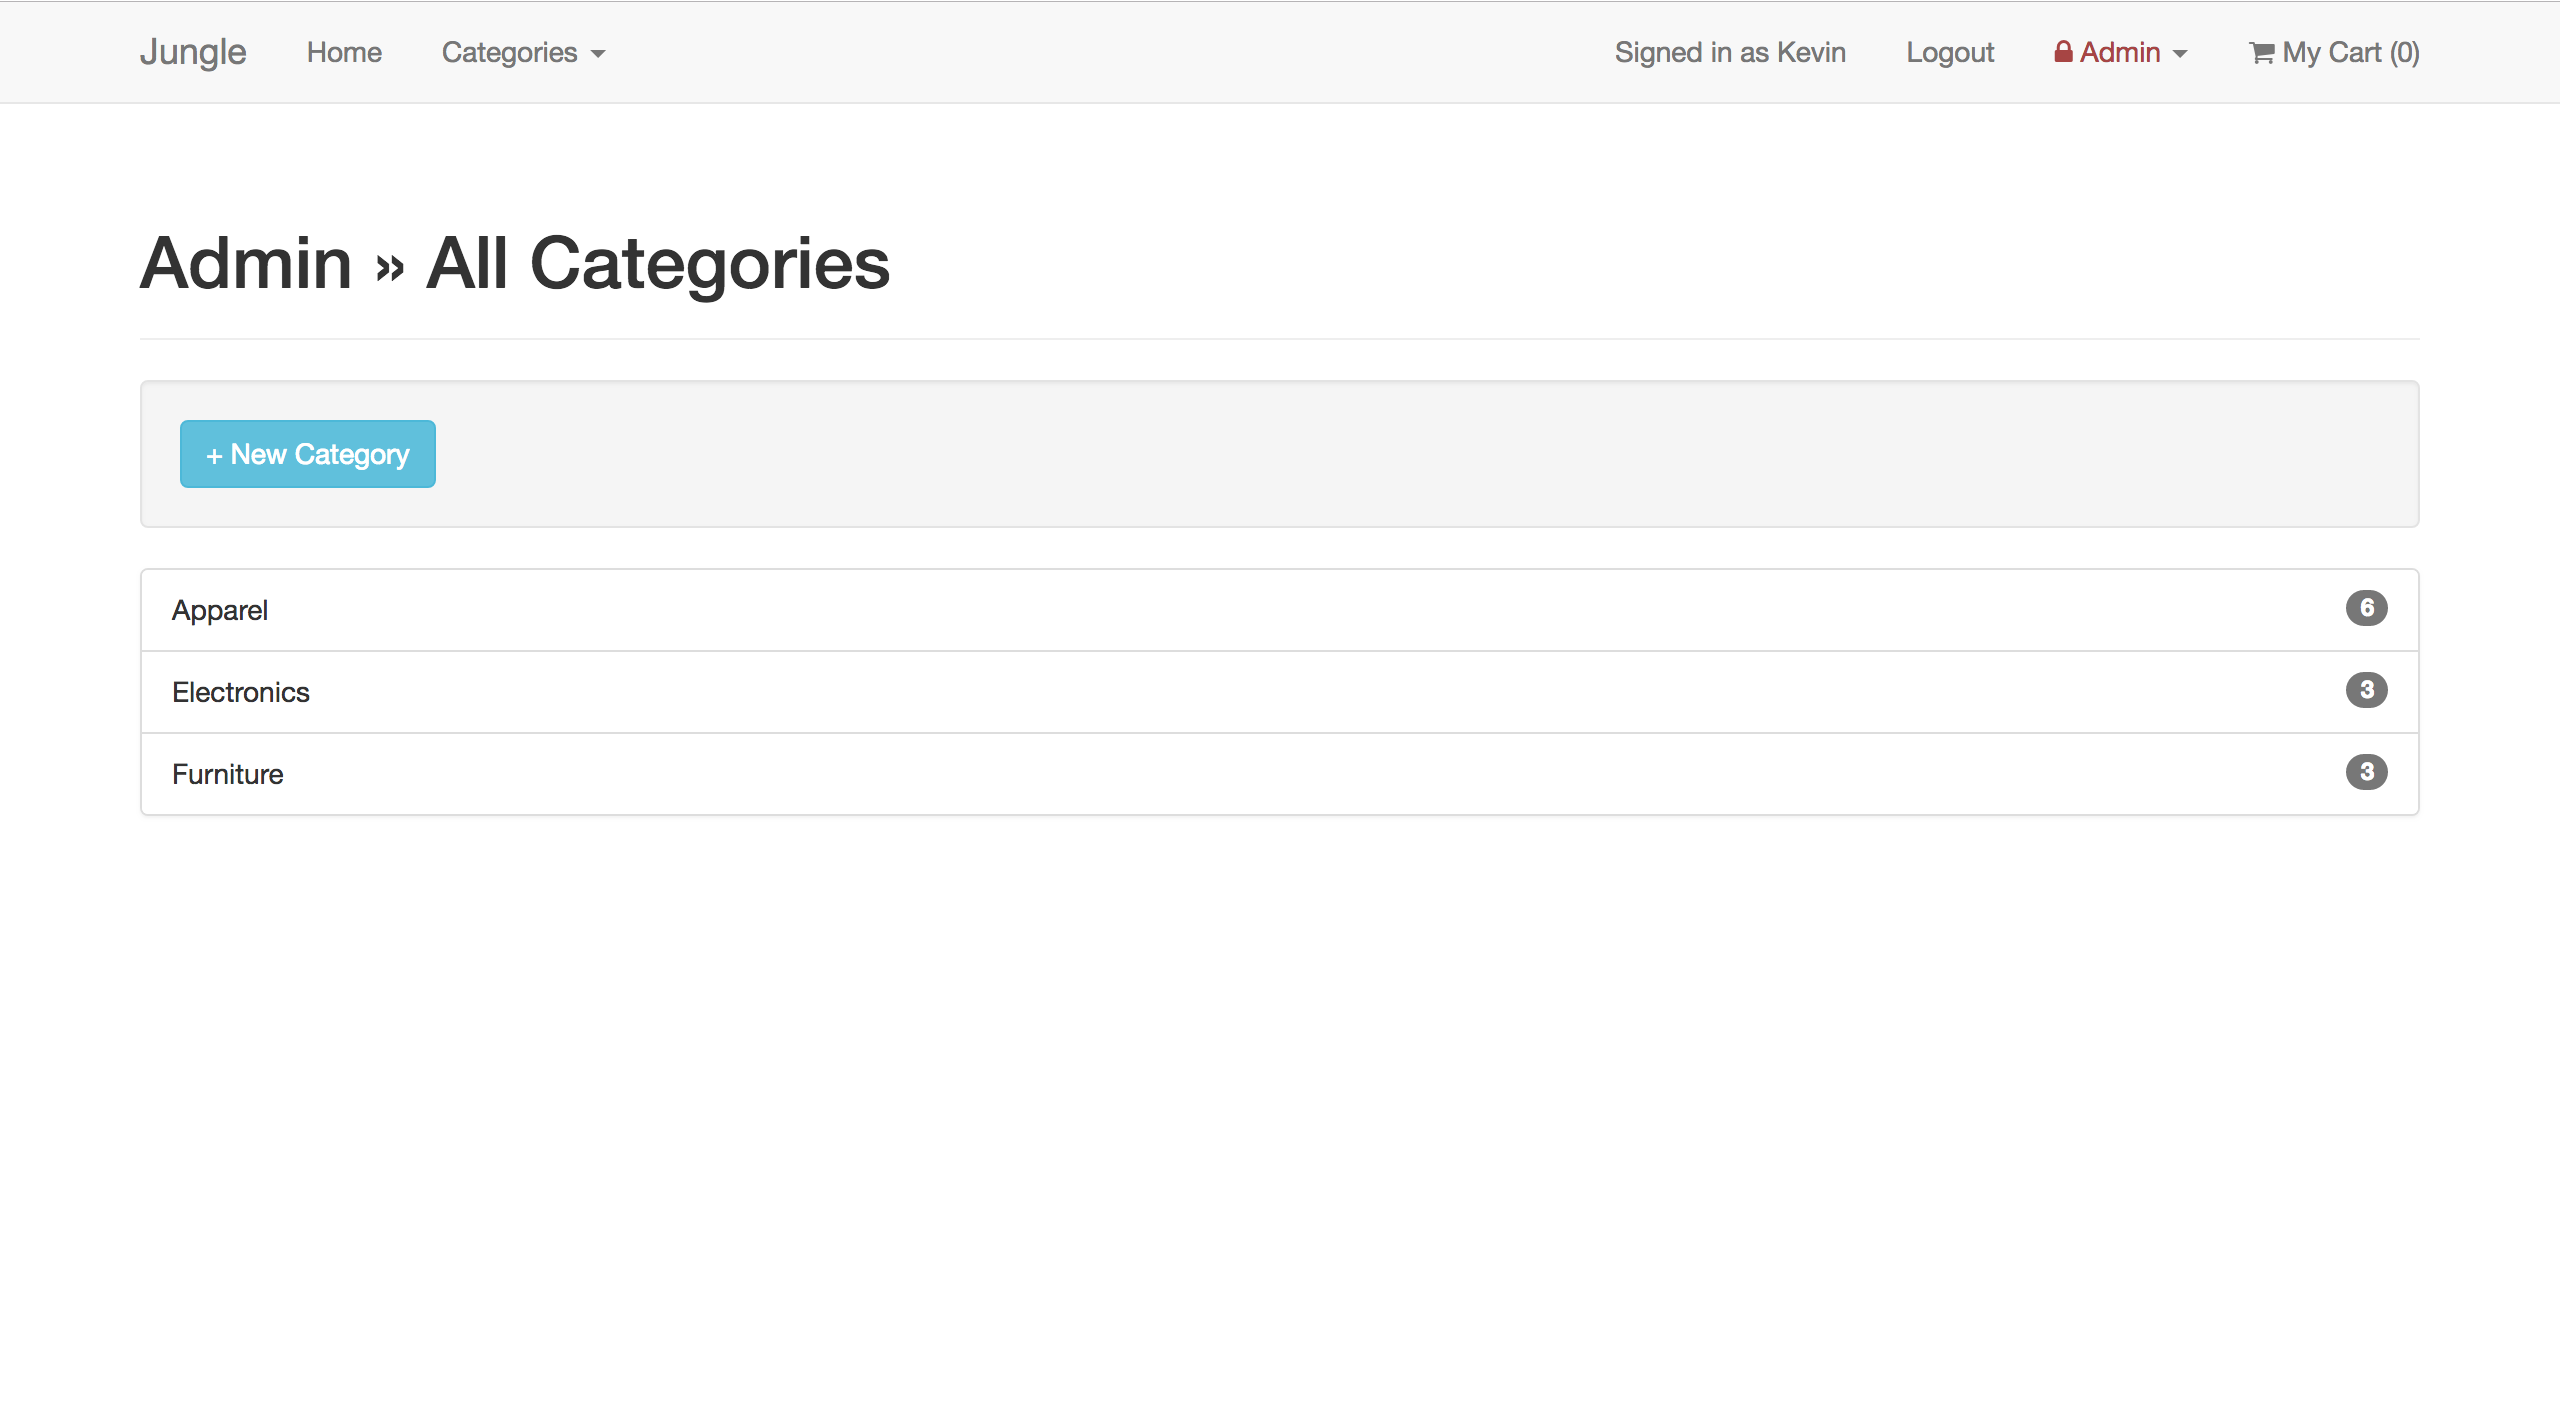 Jungle Home Categories Signed in as Kevin Logout Admin My Cart (0)
Admin » All Categories
+ New Category
Apparel 6
Electronics 3
Furniture 3